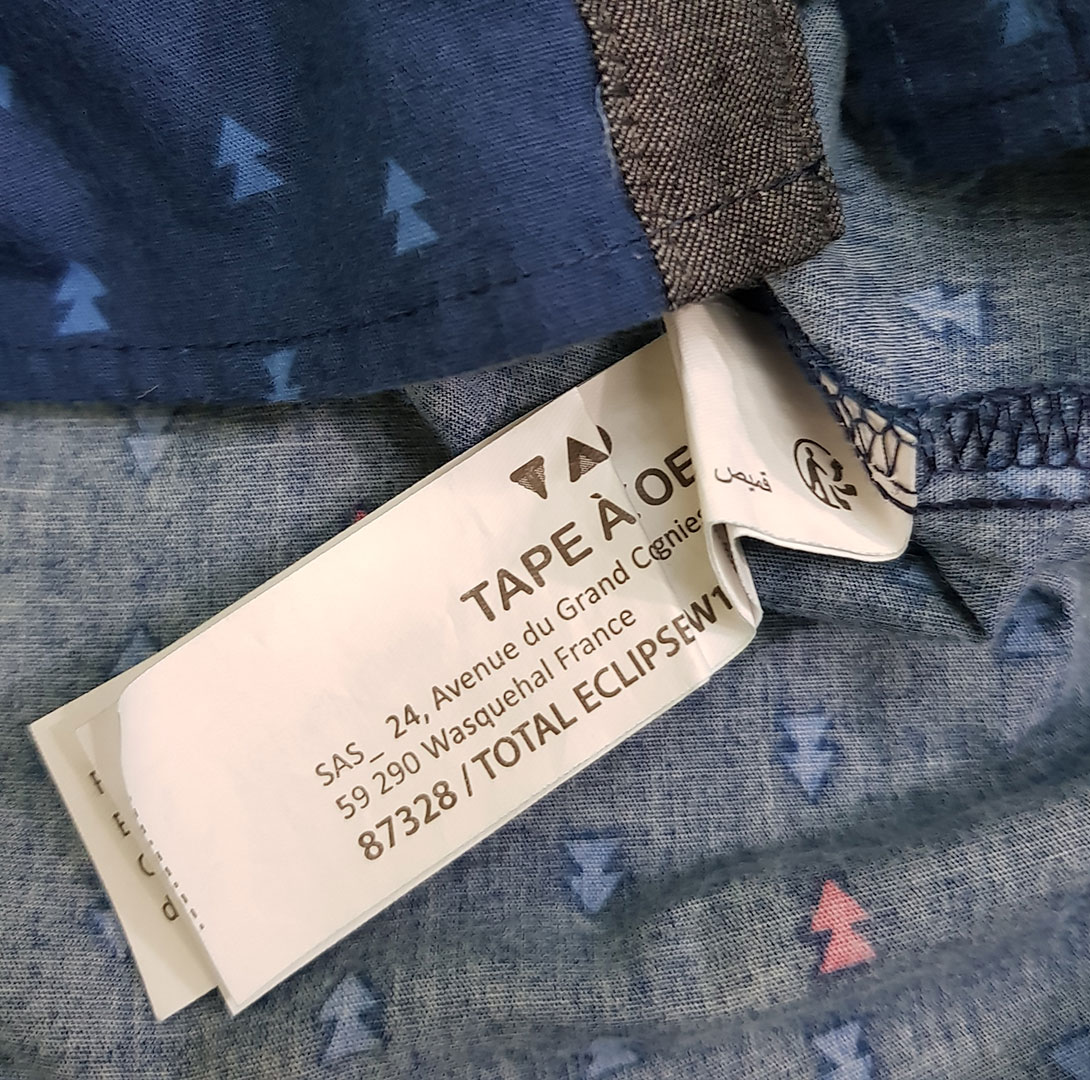 TAPE À OE
SAS_ 24, Avenue du Grand Cognies
59 290 Wasquehal France
87328 / TOTAL ECLIPSEW1
قميص